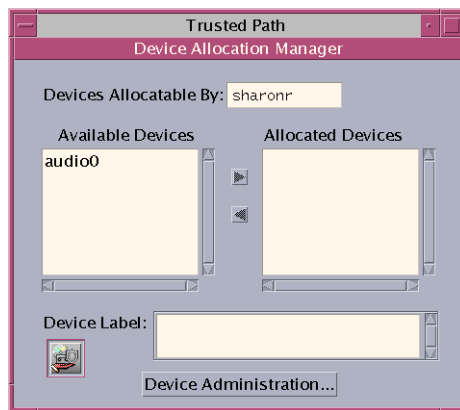 Trusted Path
Device Allocation Manager
Devices Allocatable By: sharonr
Available Devices
Allocated Devices
audio0
Device Label:
Device Administration...